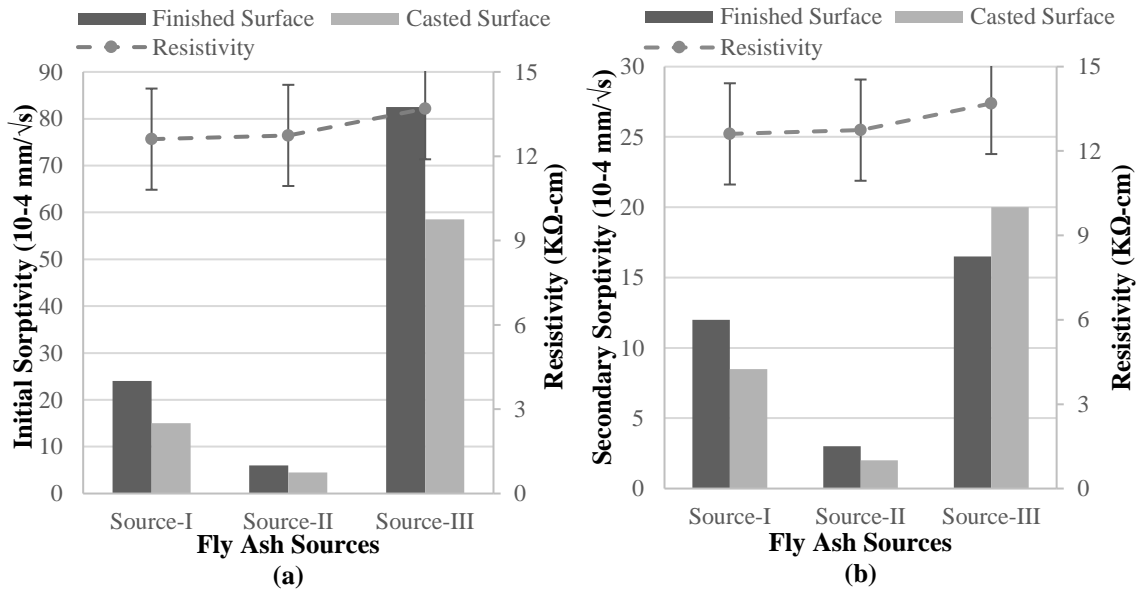 Finished Surface Casted Surface
Resistivity
90
80
70
60
50
40
30
20
10
0
15
12
9
6
3
0
Initial Sorptivity (10-4 mm/√s)
Resistivity (KΩ-cm)
Source-I Source-II Source-III
Fly Ash Sources
(a)
Finished Surface Casted Surface
Resistivity
30
25
20
15
10
5
0
15
12
9
6
3
0
Secondary Sorptivity (10-4 mm/√s)
Resistivity (KΩ-cm)
Source-I Source-II Source-III
Fly Ash Sources
(b)